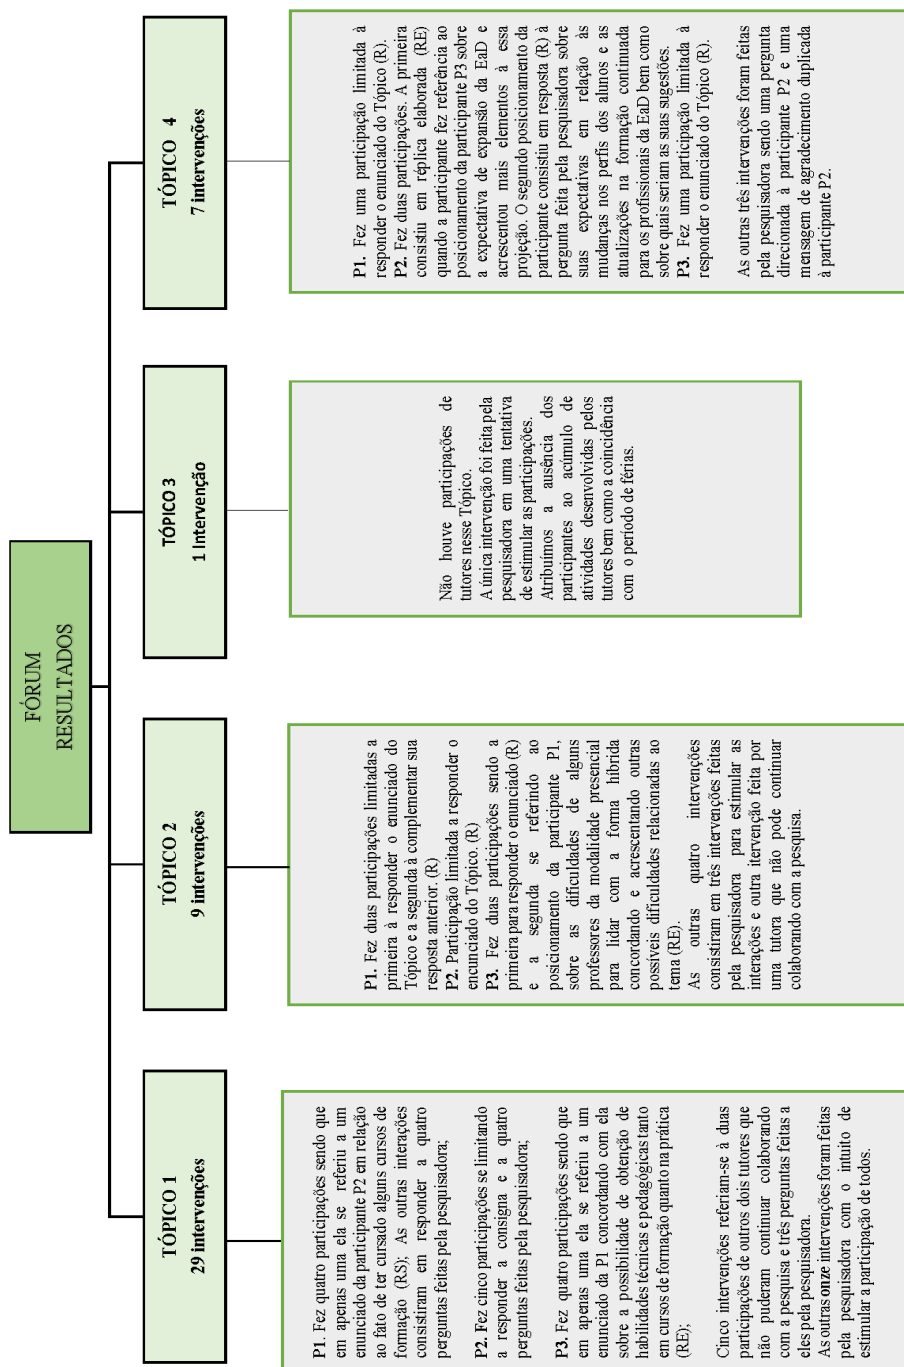 FÓRUM
RESULTADOS
TÓPICO 1
29 intervenções
P1. Fez quatro participações sendo que
em apenas uma ela se referiu a um
enunciado da participante P2 em relação
ao fato de ter cursado alguns cursos de
formação (RS); As outras interações
consistiram em responder a quatro
perguntas feitas pela pesquisadora;
P2. Fez cinco participações se limitando
a responder a consigna e a quatro
perguntas feitas pela pesquisadora;
P3. Fez quatro participações sendo que
em apenas uma ela se referiu a um
enunciado da P1 concordando com ela
sobre a possibilidade de obtenção de
habilidades técnicas e pedagógicas tanto
em cursos de formação quanto na prática
(RE);
Cinco intervenções referiam-se à duas
participações de outros dois tutores que
não puderam continuar colaborando
com a pesquisa e três perguntas feitas a
eles pela pesquisadora.
As outras onze intervenções foram feitas
pela pesquisadora com o intuito de
estimular a participação de todos.
TÓPICO 2
9 intervenções
P1. Fez duas participações limitadas a
primeira à responder o enunciado do
Tópico e a segunda à complementar sua
resposta anterior. (R)
P2. Participação limitada a responder o
encunciado do Tópico. (R)
P3. Fez duas participações sendo a
primeira para responder o enunciado (R)
e a segunda se referindo ao
posicionamento da participante P1,
sobre as dificuldades de alguns
professores da modalidade presencial
para lidar com a forma hibrida
concordando e acrescentando outras
possíveis dificuldades relacionadas ao
tema (RE).
As outras quatro intervenções
consistiram em três intervenções feitas
pela pesquisadora para estimular as
interações e outra itervenção feita por
uma tutora que não pode continuar
colaborando com a pesquisa.
TÓPICO 3
1 Intervenção
Não houve participações de
tutores nesse Tópico.
A única intervenção foi feita pela
pesquisadora em uma tentativa
de estimular as participações.
Atribuímos a ausência dos
participantes ao acúmulo de
atividades desenvolvidas pelos
tutores bem como a coincidência
com o período de férias.
TÓPICO 4
7 intervenções
P1. Fez uma participação limitada à
responder o enunciado do Tópico (R).
P2. Fez duas participações. A primeira
consistiu em réplica elaborada (RE)
quando a participante fez referência ao
posicionamento da participante P3 sobre
a expectativa de expansão da EaD e
acrescentou mais elementos à essa
projeção. O segundo posicionamento da
participante consistiu em resposta (R) à
pergunta feita pela pesquisadora sobre
suas expectativas em relação às
mudanças nos perfis dos alunos e as
atualizações na formação continuada
para os profissionais da EaD bem como
sobre quais seriam as suas sugestões.
P3. Fez uma participação limitada à
responder o enunciado do Tópico (R).
As outras três intervenções foram feitas
pela pesquisadora sendo uma pergunta
direcionada à participante P2 e uma
mensagem de agradecimento duplicada
à participante P2.